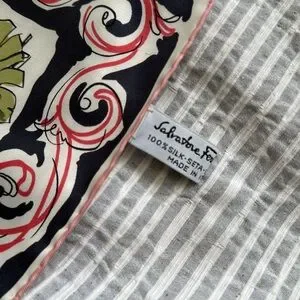 Salvatore Fe
100% SILK-SETA-
MADE IN I